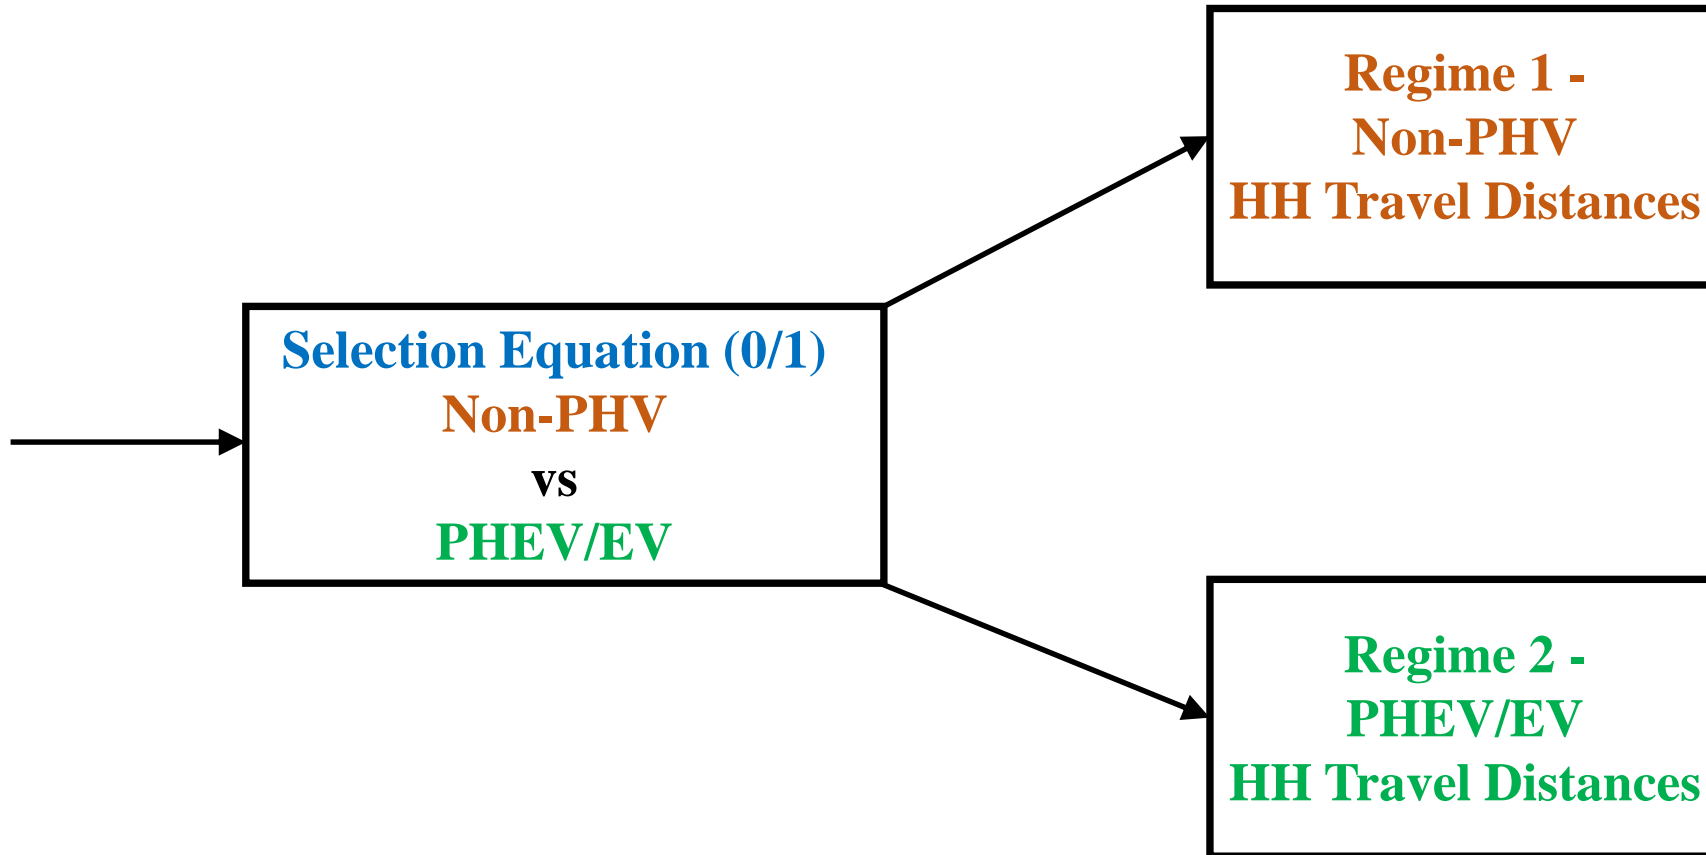 Selection Equation (0/1)
Non-PHV
vs
PHEV/EV
Regime 1 -
Non-PHV
HH Travel Distances
Regime 2 -
PHEV/EV
HH Travel Distances